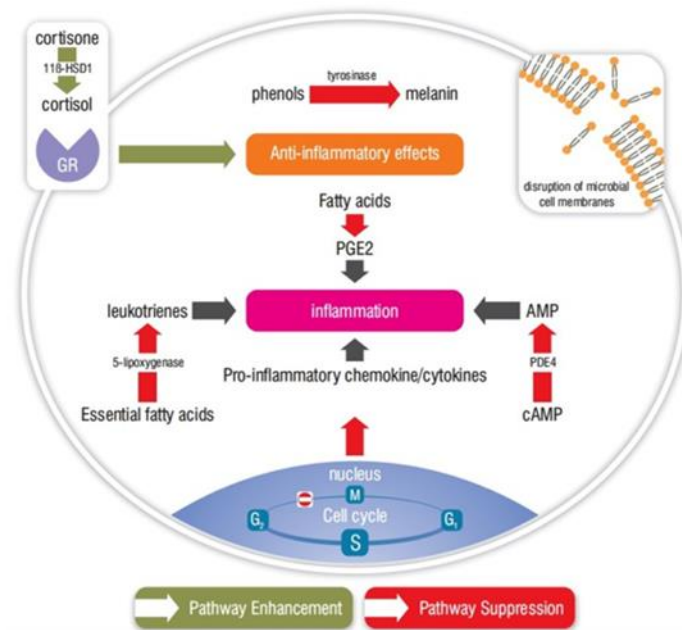 cortisone
11β-HSD1
cortisol
GR
phenols
tyrosinase
melanin
Anti-inflammatory effects
disruption of microbial
cell membranes
Fatty acids
PGE2
leukotrienes
inflammation
AMP
5-lipoxygenase
Pro-inflammatory chemokine/cytokines
PDE4
Essential fatty acids
cAMP
nucleus
M
G₂
Cell cycle
G₁
S
Pathway Enhancement
Pathway Suppression